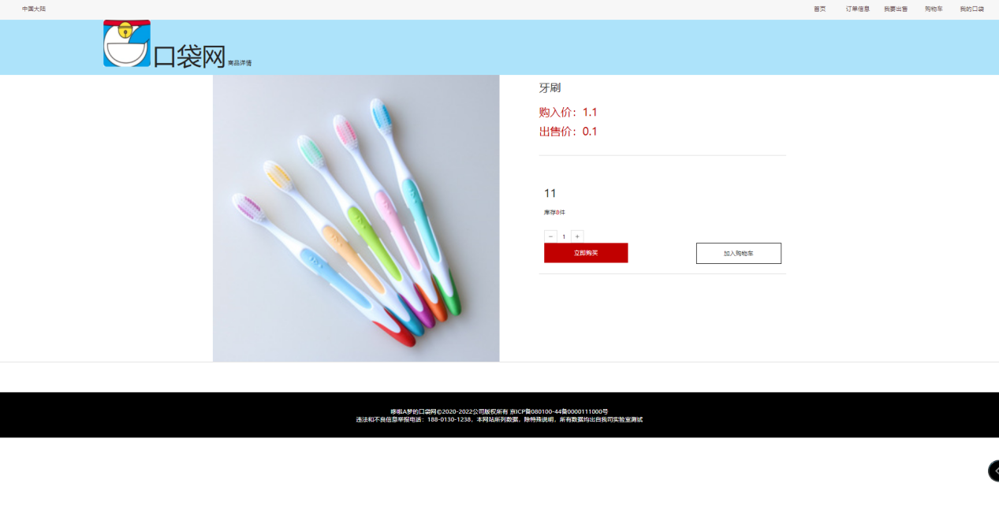 中国大陆
首页 订单信息 我要出售 购物车 我的口袋
口袋网 商品详情
牙刷
购入价：1.1
出售价：0.1
11
库存8件
− 1 +
立即购买 加入购物车
哆啦A梦的口袋网©2020-2022公司版权所有 京ICP备080100-44备0000111000号
违法和不良信息举报电话：188-0130-1238，本网站所列数据，除特殊说明，所有数据均出自我司实验室测试